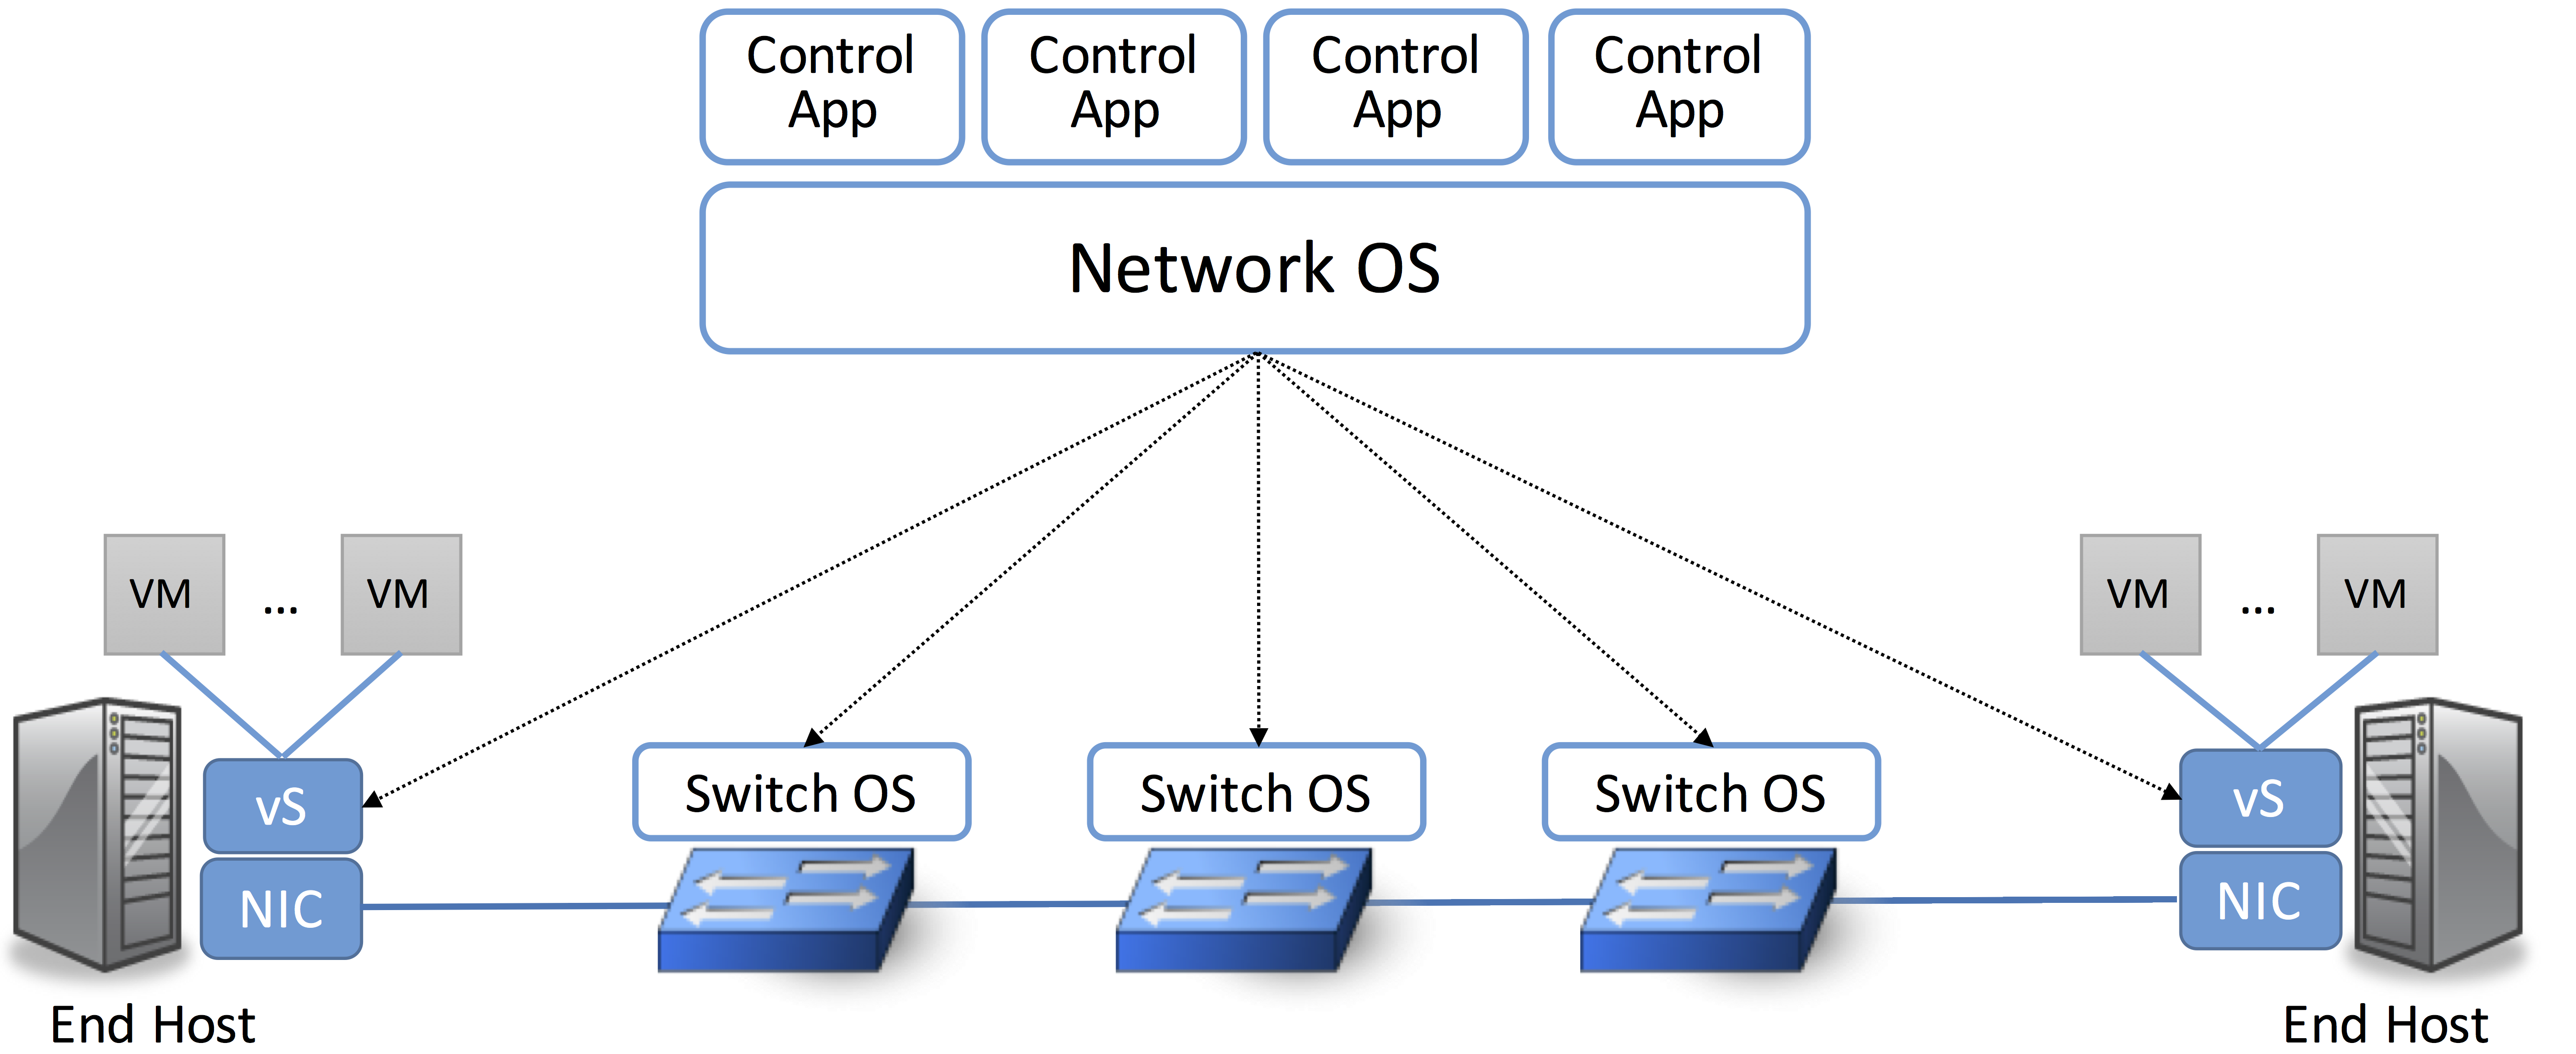 Control
App
Control
App
Control
App
Control
App
Network OS
VM
...
VM
VM
...
VM
vS
Switch OS
Switch OS
Switch OS
vS
NIC
NIC
End Host
End Host